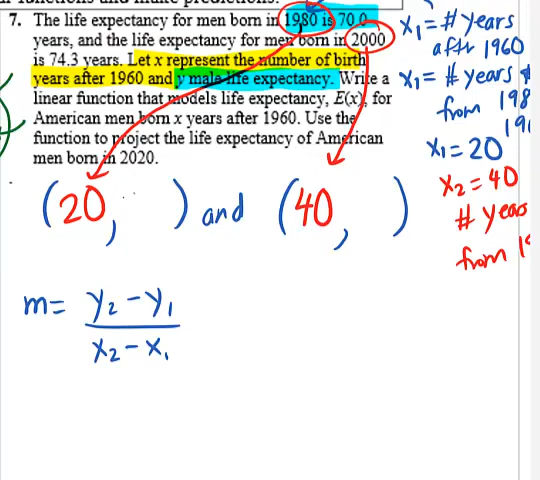 7. The life expectancy for men born in 1980 is 70.0
years, and the life expectancy for men born in 2000
is 74.3 years. Let x represent the number of birth
years after 1960 and y male life expectancy. Write a
linear function that models life expectancy, E(x), for
American men born x years after 1960. Use the
function to project the life expectancy of American
men born in 2020.
x₁ = # years
after 1960
x₁ = # years
from 198
x₁ = 20
x₂ = 40
# years
from 1
(20, ) and (40, )
m = y₂ - y₁
x₂ - x₁